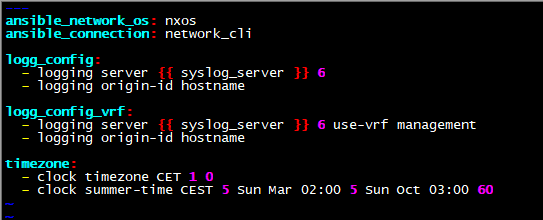 ---
ansible_network_os: nxos
ansible_connection: network_cli
logg_config:
  - logging server {{ syslog_server }} 6
  - logging origin-id hostname
logg_config_vrf:
  - logging server {{ syslog_server }} 6 use-vrf management
  - logging origin-id hostname
timezone:
  - clock timezone CET 1 0
  - clock summer-time CEST 5 Sun Mar 02:00 5 Sun Oct 03:00 60
~
~